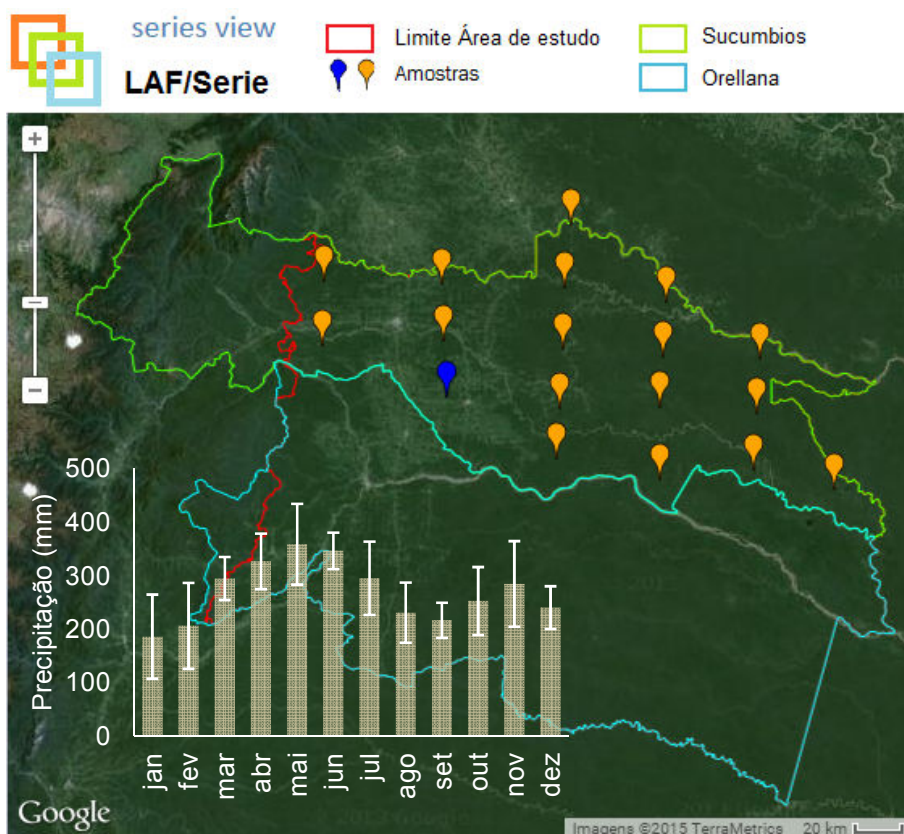 series view
LAF/Serie
Limite Área de estudo
Amostras
Sucumbios
Orellana
+
−
−
Precipitação (mm)
500
400
300
200
100
0
jan fev mar abr mai jun jul ago set out nov dez
Google
Imagens ©2015 TerraMetrics 20 km